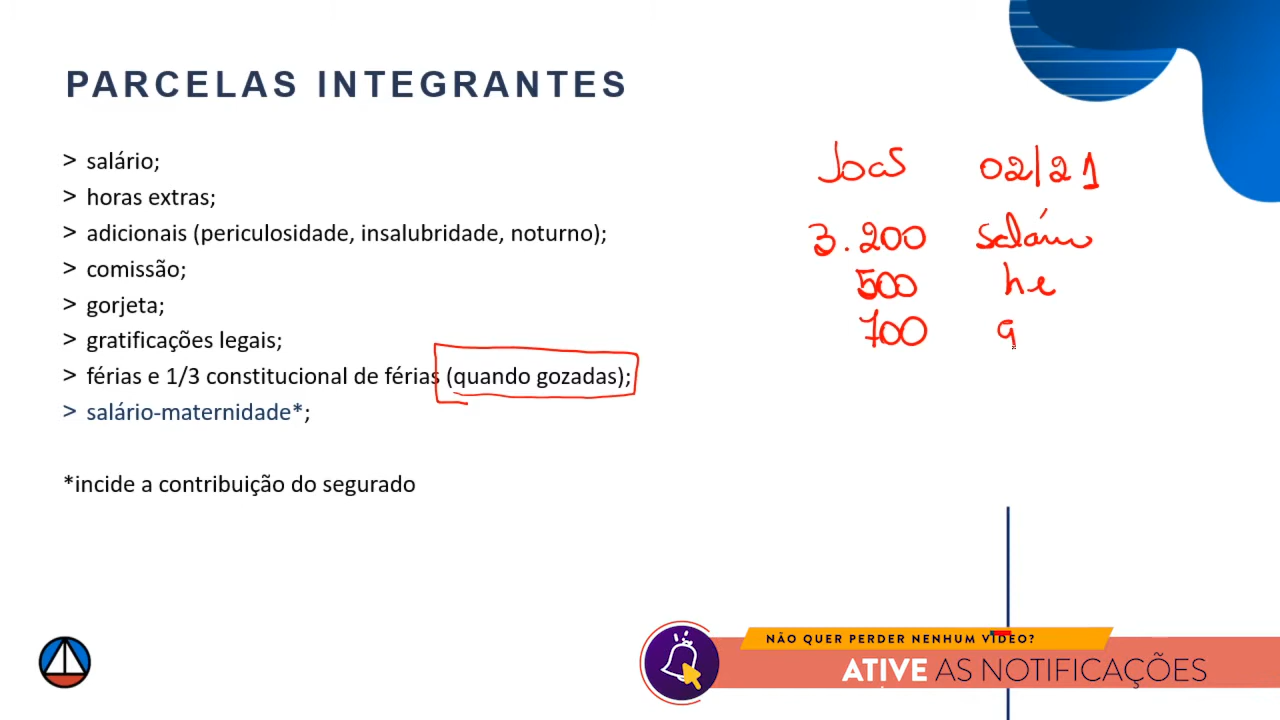 PARCELAS INTEGRANTES
> salário;
> horas extras;
> adicionais (periculosidade, insalubridade, noturno);
> comissão;
> gorjeta;
> gratificações legais;
> férias e 1/3 constitucional de férias (quando gozadas);
> salário-maternidade*;
*incide a contribuição do segurado
02/21
3.200 salário
500 he
700
NÃO QUER PERDER NENHUM VÍDEO?
ATIVE AS NOTIFICAÇÕES